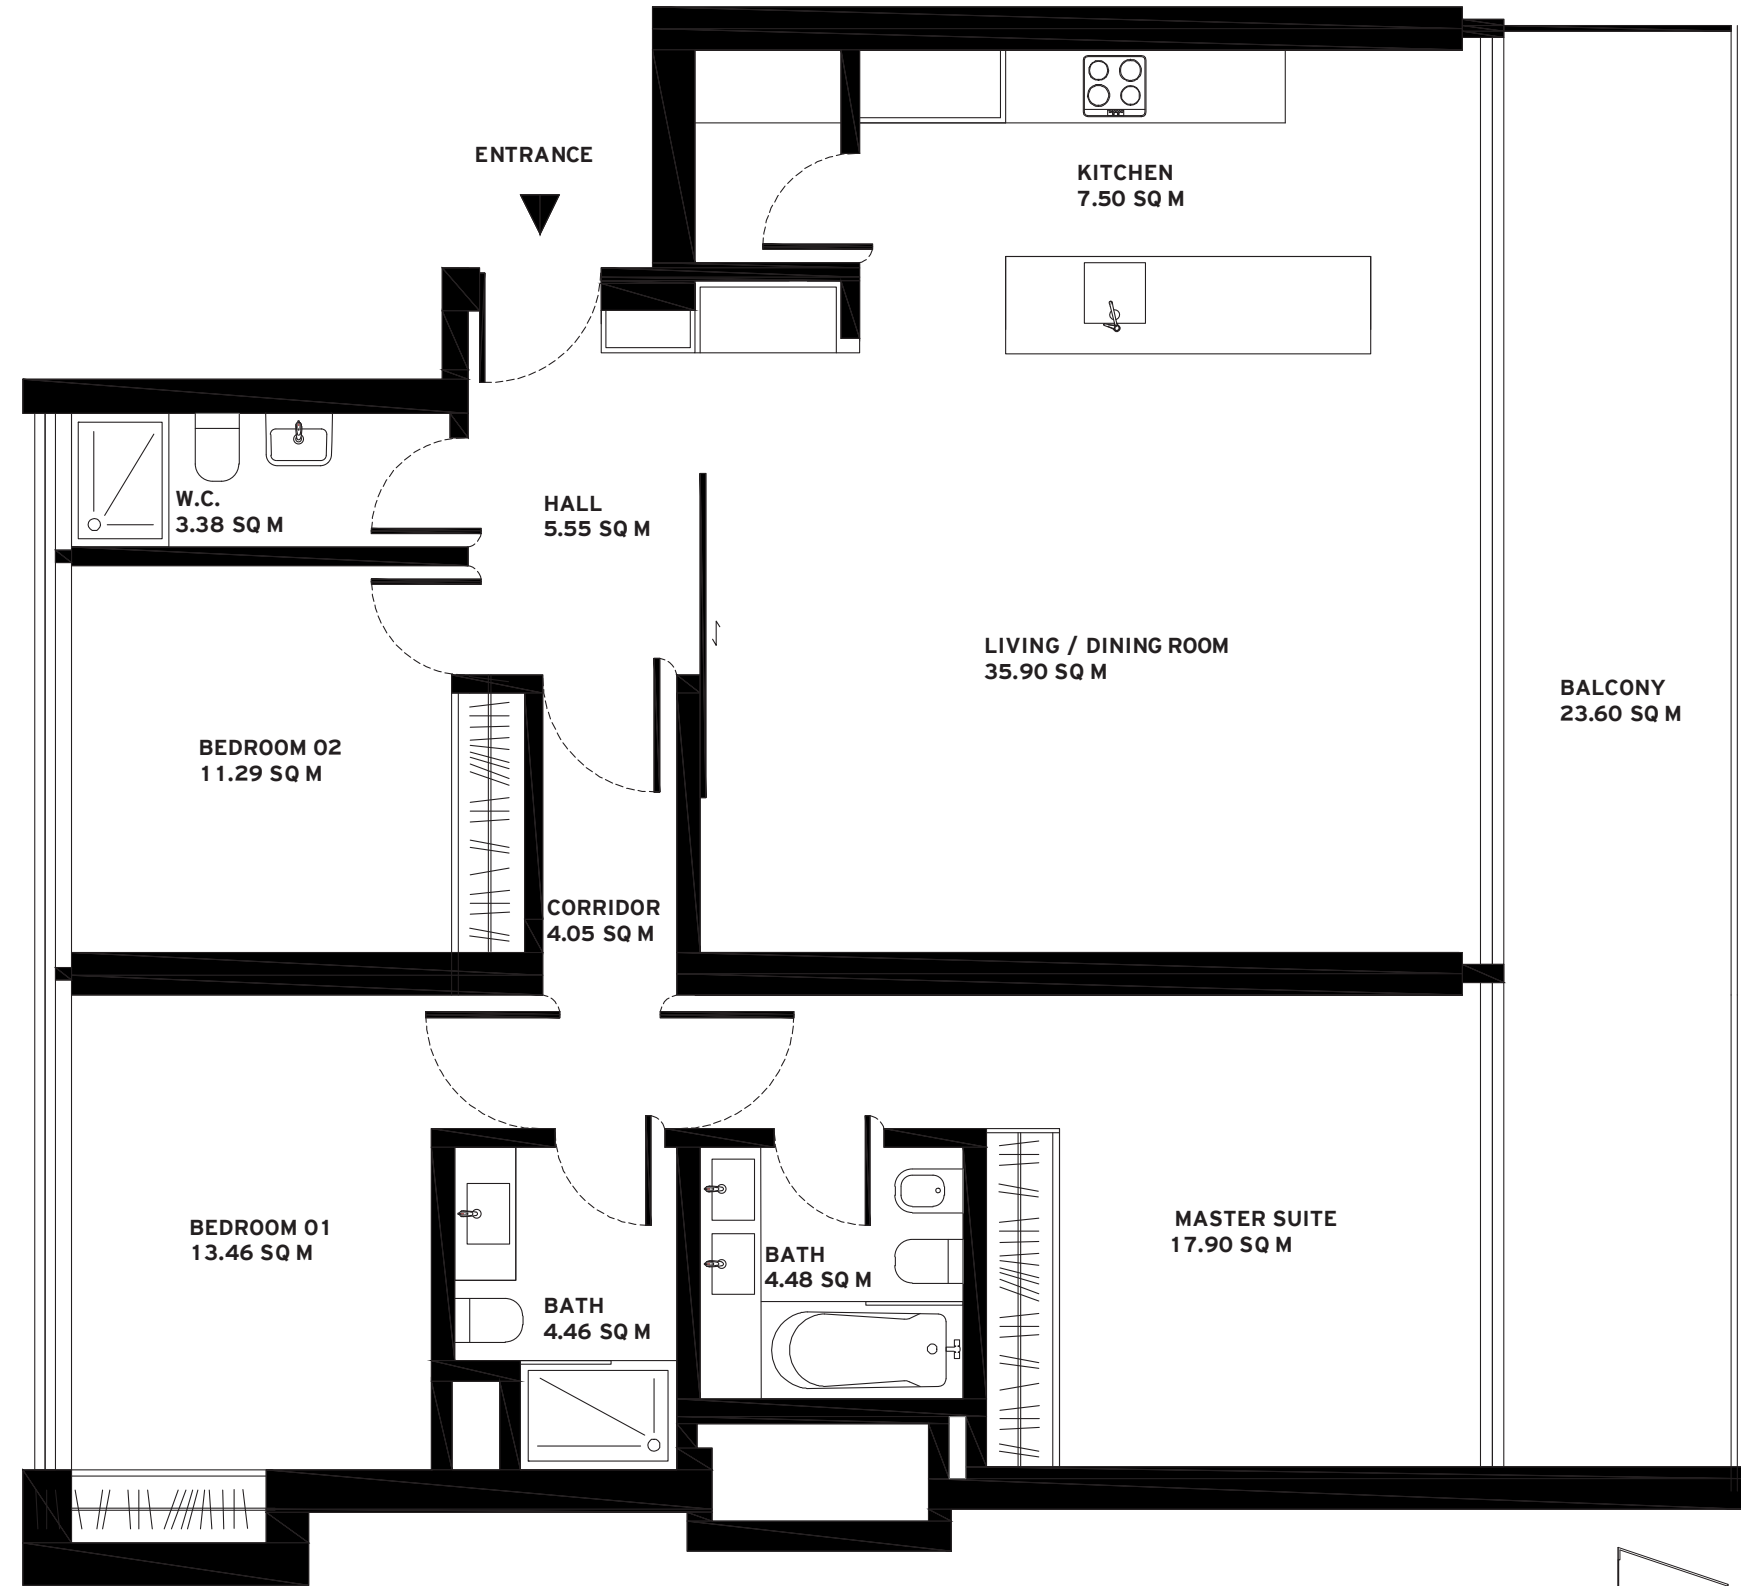 ENTRANCE
KITCHEN
7.50 SQ M
W.C.
3.38 SQ M
HALL
5.55 SQ M
LIVING / DINING ROOM
35.90 SQ M
BALCONY
23.60 SQ M
BEDROOM 02
11.29 SQ M
CORRIDOR
4.05 SQ M
BEDROOM 01
13.46 SQ M
BATH
4.46 SQ M
BATH
4.48 SQ M
MASTER SUITE
17.90 SQ M